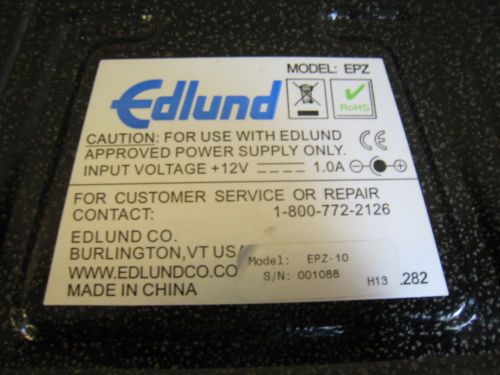 MODEL: EPZ
Edlund
RoHS
CAUTION: FOR USE WITH EDLUND
APPROVED POWER SUPPLY ONLY.
CE
INPUT VOLTAGE +12V 1.0A - +
FOR CUSTOMER SERVICE OR REPAIR
CONTACT: 1-800-772-2126
EDLUND CO.
BURLINGTON, VT USA
WWW.EDLUNDCO.CO
MADE IN CHINA
Model: EPZ-10
S/N: 001088
H13 .282